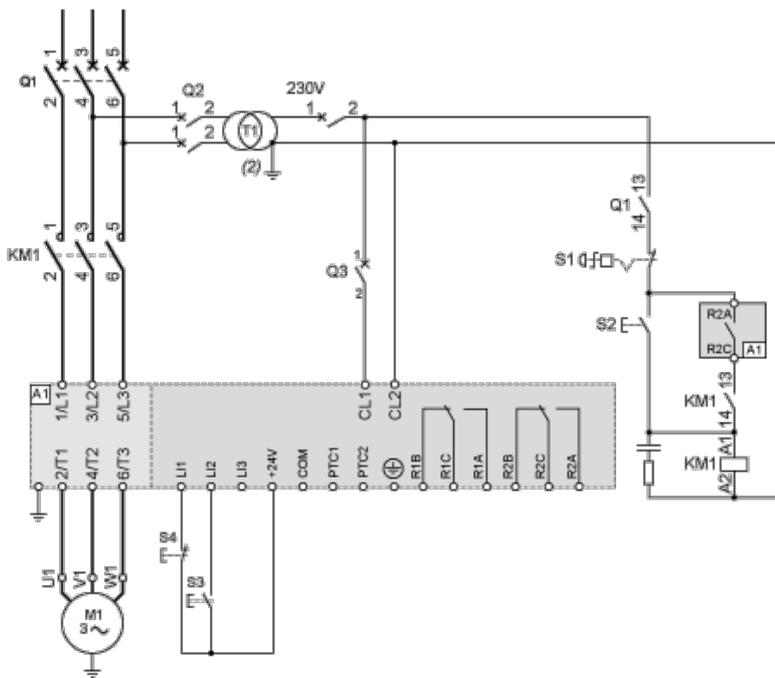 1 3 5
Q1
2 4 6
Q2
1 2
1 2
T1
(2)
230V
1 2
13
Q1
14
1 3 5
KM1
2 4 6
1
Q3
2
S1
S2
R2A
R2C
A1
13
KM1
14
A1
KM1
A2
A1
1/L1 3/L2 5/L3 CL1 CL2
2/T1 4/T2 6/T3 LI1 LI2 LI3 +24V COM PTC1 PTC2 R1B R1C R1A R2B R2C R2A
S4
S3
U1 V1 W1
M1
3